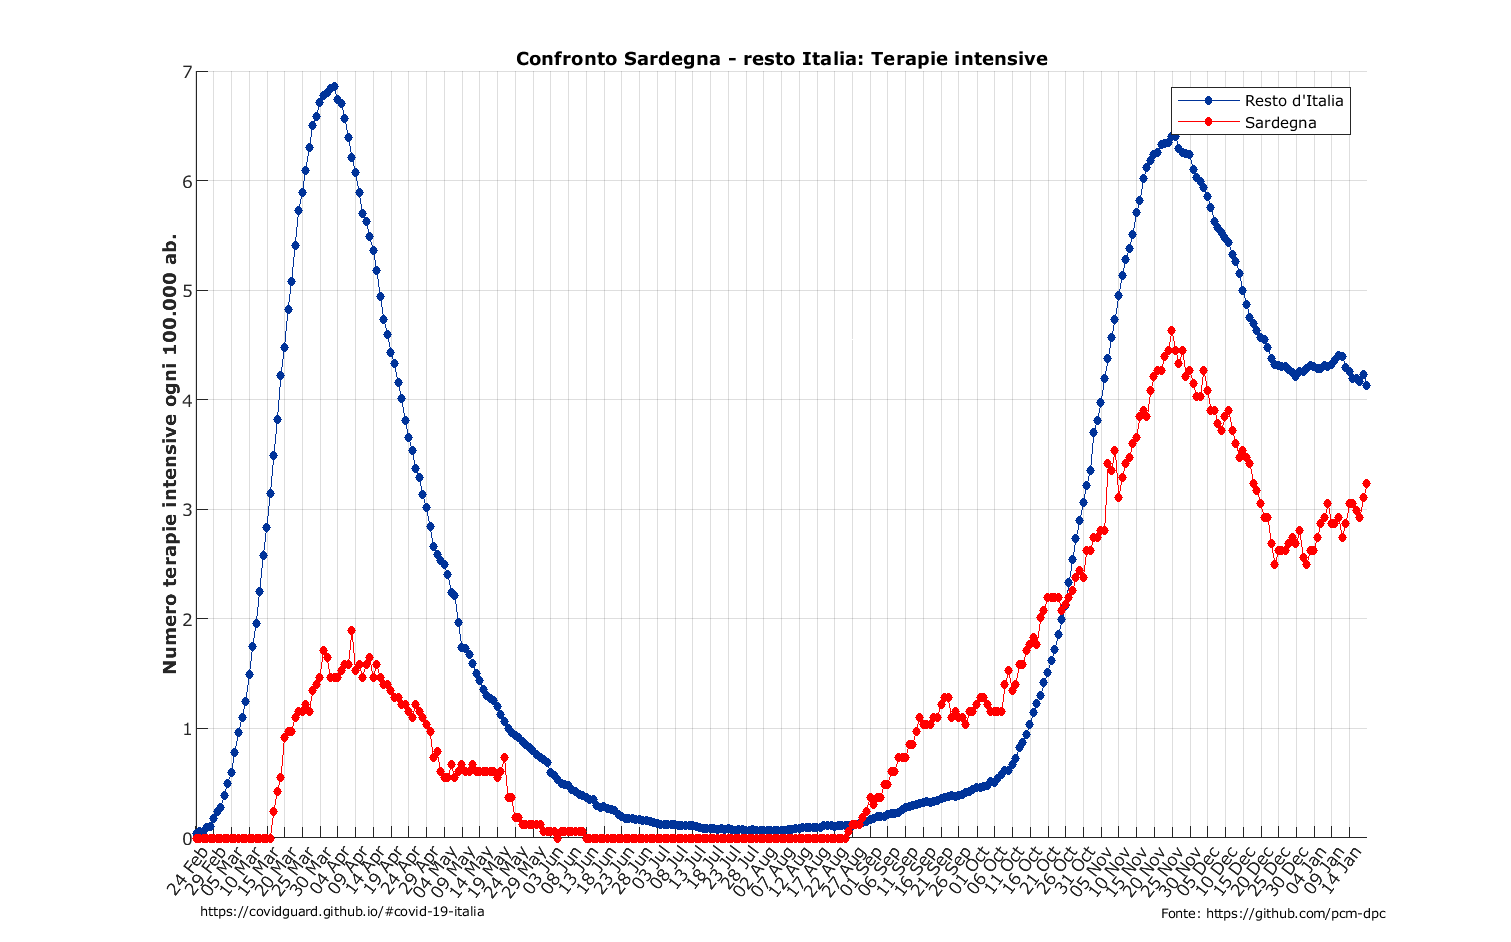 Confronto Sardegna - resto Italia: Terapie intensive
Numero terapie intensive ogni 100.000 ab.
7
6
5
4
3
2
1
0
Resto d'Italia
Sardegna
24 Feb
29 Feb
05 Mar
10 Mar
15 Mar
20 Mar
25 Mar
30 Mar
04 Apr
09 Apr
14 Apr
19 Apr
24 Apr
29 Apr
04 May
09 May
14 May
19 May
24 May
29 May
03 Jun
08 Jun
13 Jun
18 Jun
23 Jun
28 Jun
03 Jul
08 Jul
13 Jul
18 Jul
23 Jul
28 Jul
02 Aug
07 Aug
12 Aug
17 Aug
22 Aug
27 Aug
01 Sep
06 Sep
11 Sep
16 Sep
21 Sep
26 Sep
01 Oct
06 Oct
11 Oct
16 Oct
21 Oct
26 Oct
31 Oct
05 Nov
10 Nov
15 Nov
20 Nov
25 Nov
30 Nov
05 Dec
10 Dec
15 Dec
20 Dec
25 Dec
30 Dec
04 Jan
09 Jan
14 Jan
https://covidguard.github.io/#covid-19-italia
Fonte: https://github.com/pcm-dpc